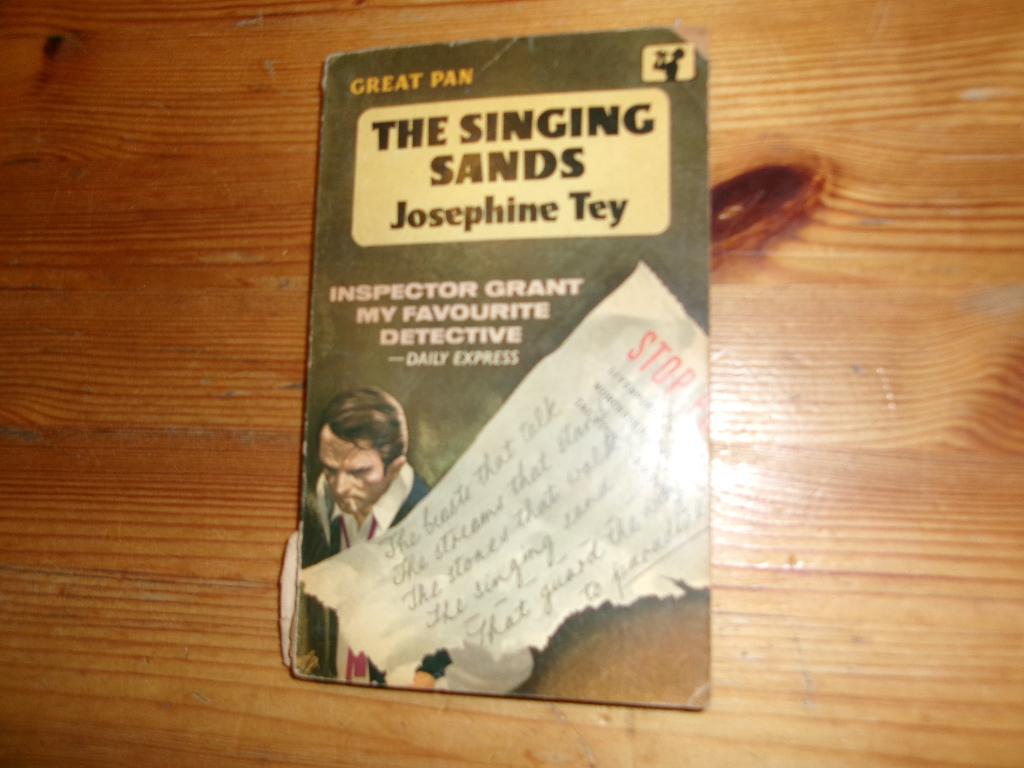 GREAT PAN
THE SINGING
SANDS
Josephine Tey
INSPECTOR GRANT
MY FAVOURITE
DETECTIVE
—DAILY EXPRESS
STOP
The beasts that talk
The streams that stand
The stones that walk
The singing sand
That guard the way
to paradise